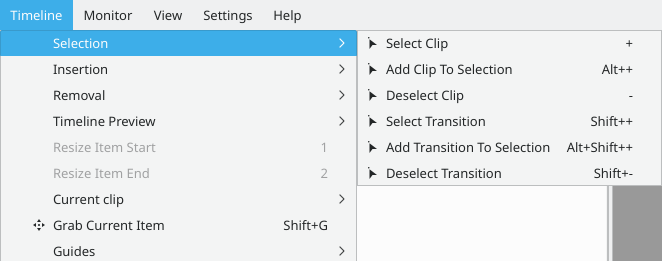 Timeline Monitor View Settings Help
Selection
Insertion
Removal
Timeline Preview
Resize Item Start 1
Resize Item End 2
Current clip
Grab Current Item Shift+G
Guides
Select Clip +
Add Clip To Selection Alt++
Deselect Clip -
Select Transition Shift++
Add Transition To Selection Alt+Shift++
Deselect Transition Shift+-